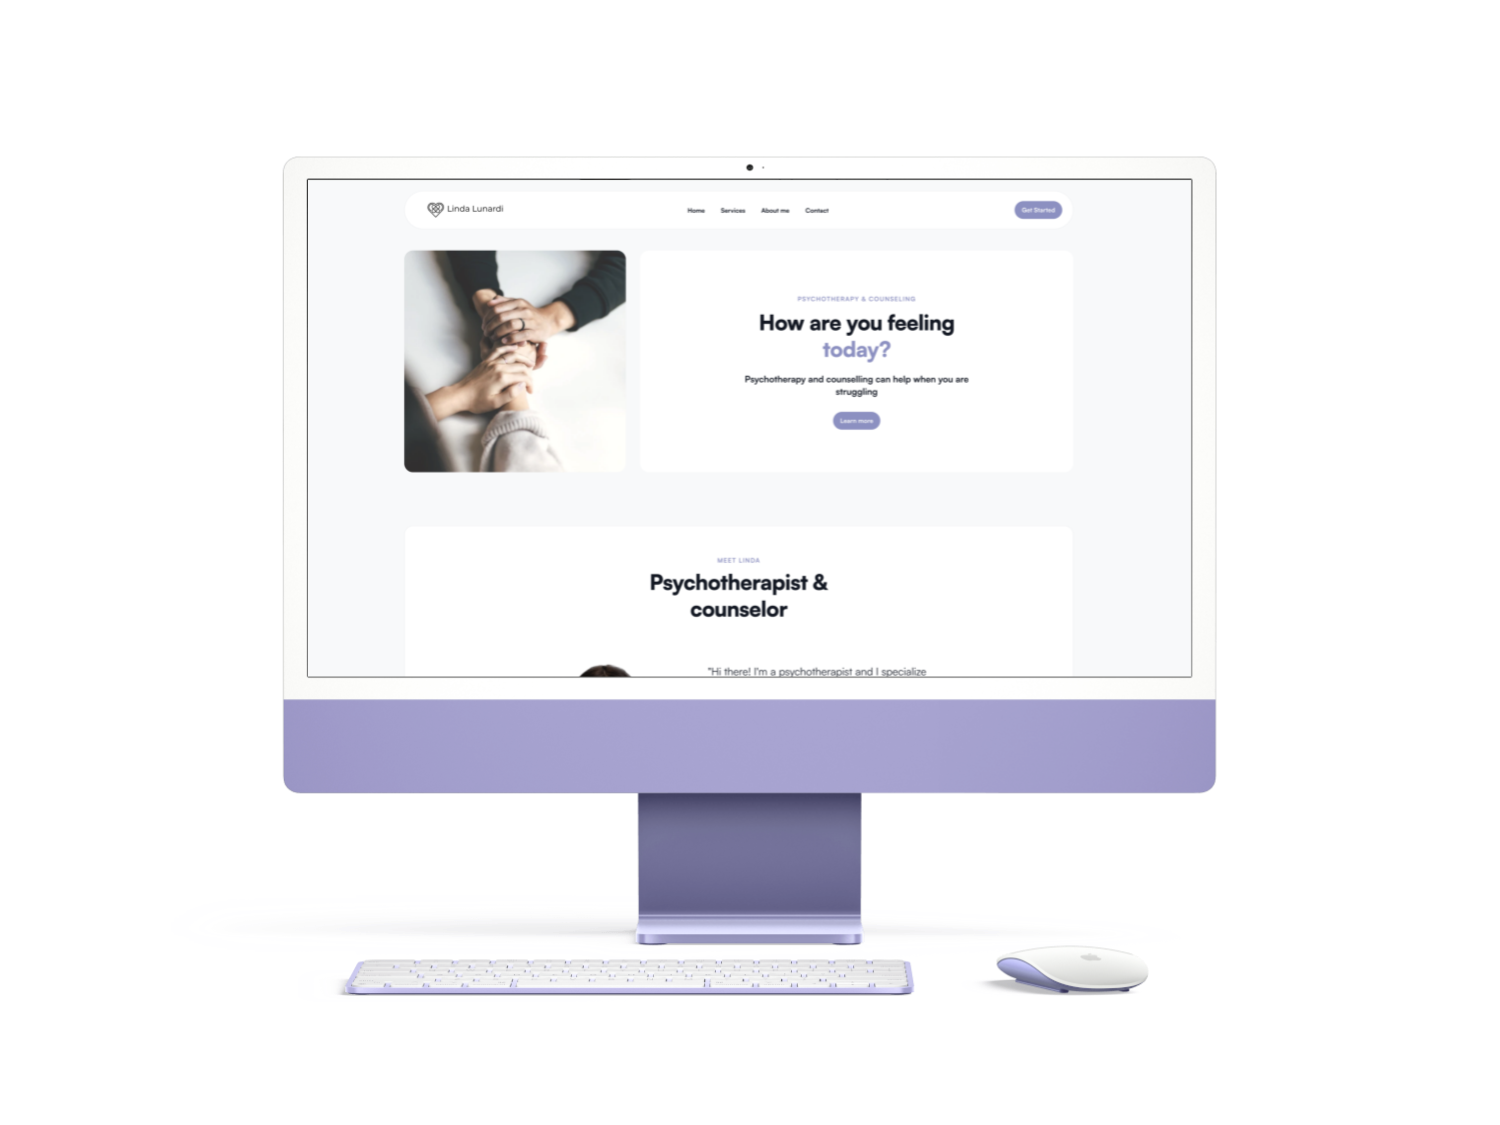 Linda Lunardi
Home Services About me Contact
Get Started
PSYCHOTHERAPY & COUNSELING
How are you feeling
today?
Psychotherapy and counselling can help when you are
struggling
Learn more
MEET LINDA
Psychotherapist &
counselor
"Hi there! I'm a psychotherapist and I specialize